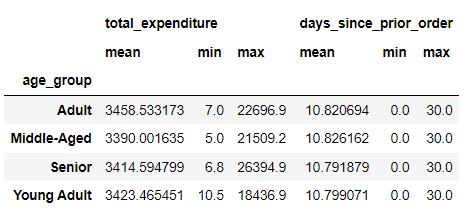 total_expenditure days_since_prior_order
mean min max mean min max
age_group
Adult 3458.533173 7.0 22696.9 10.820694 0.0 30.0
Middle-Aged 3390.001635 5.0 21509.2 10.826162 0.0 30.0
Senior 3414.594799 6.8 26394.9 10.791879 0.0 30.0
Young Adult 3423.465451 10.5 18436.9 10.799071 0.0 30.0